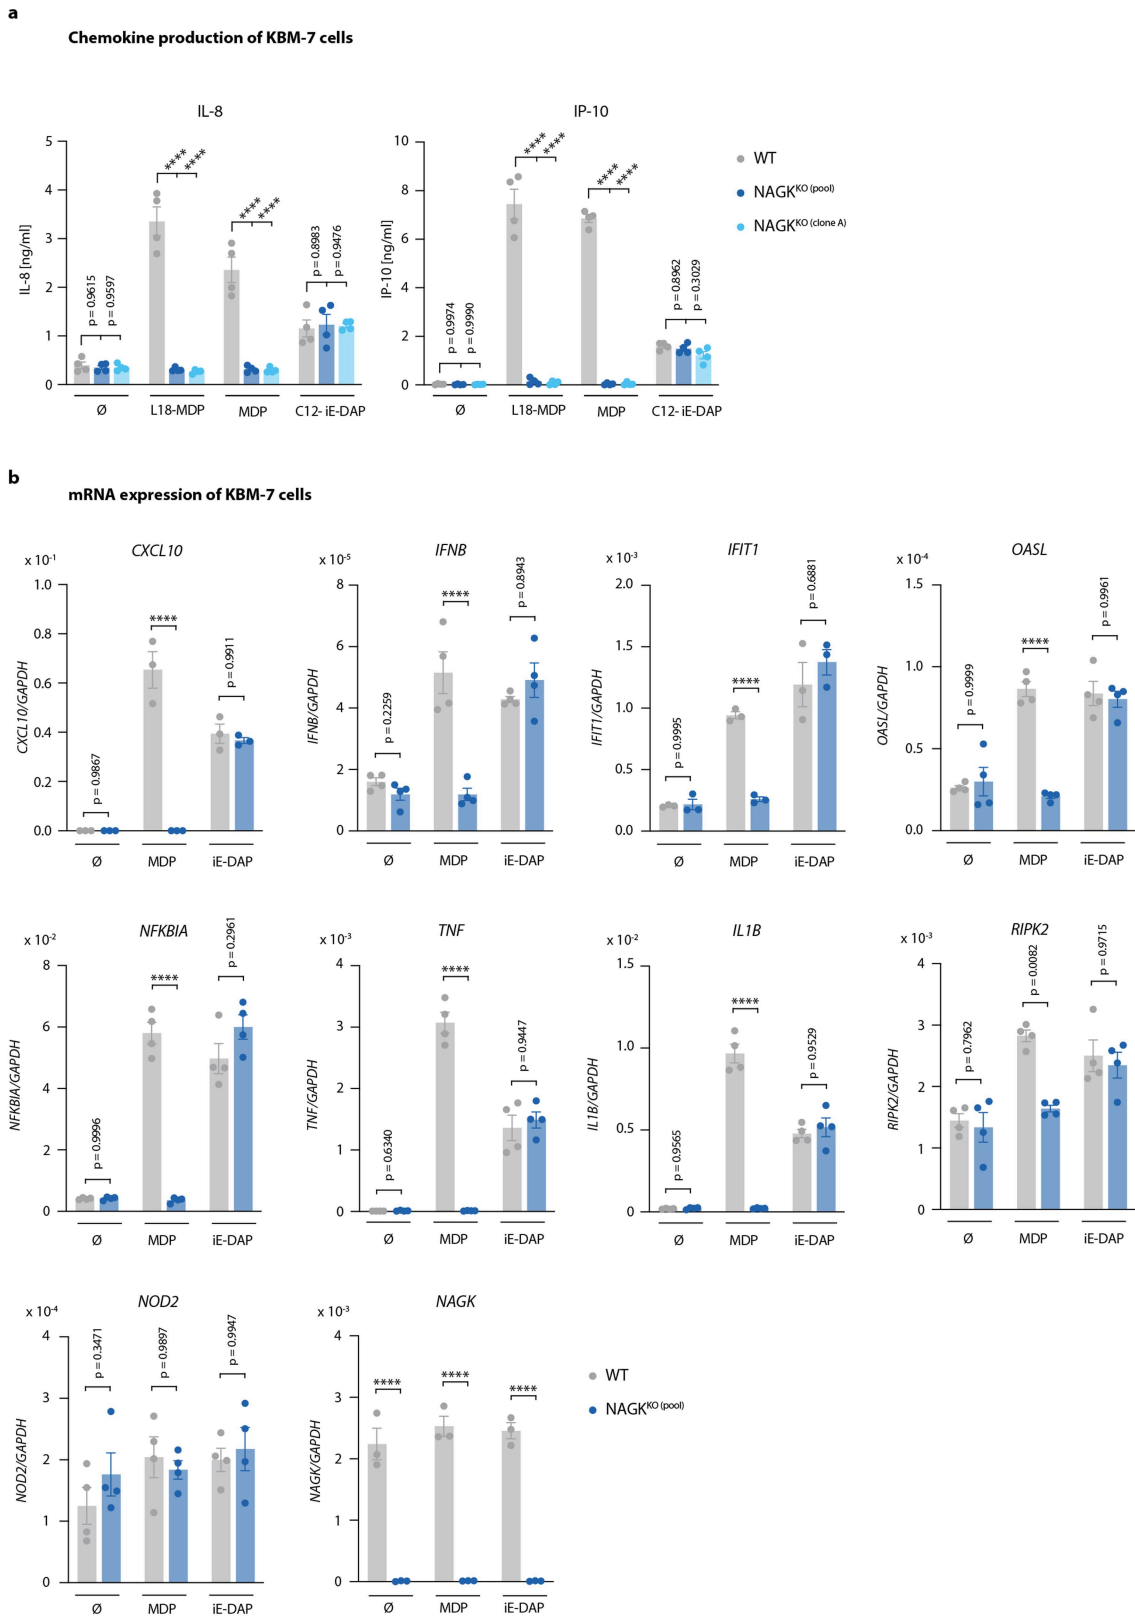 a
Chemokine production of KBM-7 cells
IL-8
IP-10
IL-8 [ng/ml]
5
4
3
2
1
0
**** ****
**** ****
p = 0.9615
p = 0.9597
p = 0.8983
p = 0.9476
Ø L18-MDP MDP C12- iE-DAP
IP-10 [ng/ml]
10
8
6
4
2
0
**** ****
**** ****
p = 0.9974
p = 0.9990
p = 0.8962
p = 0.3029
Ø L18-MDP MDP C12- iE-DAP
WT
NAGK^KO (pool)
NAGK^KO (clone A)
b
mRNA expression of KBM-7 cells
CXCL10
x 10-1
CXCL10/GAPDH
1.0
0.8
0.6
0.4
0.2
0.0
p = 0.9867
****
p = 0.9911
Ø MDP iE-DAP
IFNB
x 10-5
IFNB/GAPDH
8
6
4
2
0
p = 0.2259
****
p = 0.8943
Ø MDP iE-DAP
IFIT1
x 10-3
IFIT1/GAPDH
2.0
1.5
1.0
0.5
0.0
p = 0.9995
****
p = 0.6881
Ø MDP iE-DAP
OASL
x 10-4
OASL/GAPDH
1.5
1.0
0.5
0.0
p = 0.9999
****
p = 0.9961
Ø MDP iE-DAP
NFKBIA
x 10-2
NFKBIA/GAPDH
8
6
4
2
0
p = 0.9996
****
p = 0.2961
Ø MDP iE-DAP
TNF
x 10-3
TNF/GAPDH
4
3
2
1
0
p = 0.6340
****
p = 0.9447
Ø MDP iE-DAP
IL1B
x 10-2
IL1B/GAPDH
1.5
1.0
0.5
0
p = 0.9565
****
p = 0.9529
Ø MDP iE-DAP
RIPK2
x 10-3
RIPK2/GAPDH
4
3
2
1
0
p = 0.7962
p = 0.0082
p = 0.9715
Ø MDP iE-DAP
NOD2
x 10-4
NOD2/GAPDH
4
3
2
1
0
p = 0.3471
p = 0.9897
p = 0.9947
Ø MDP iE-DAP
NAGK
x 10-3
NAGK/GAPDH
4
3
2
1
0
****
****
****
Ø MDP iE-DAP
WT
NAGK^KO (pool)